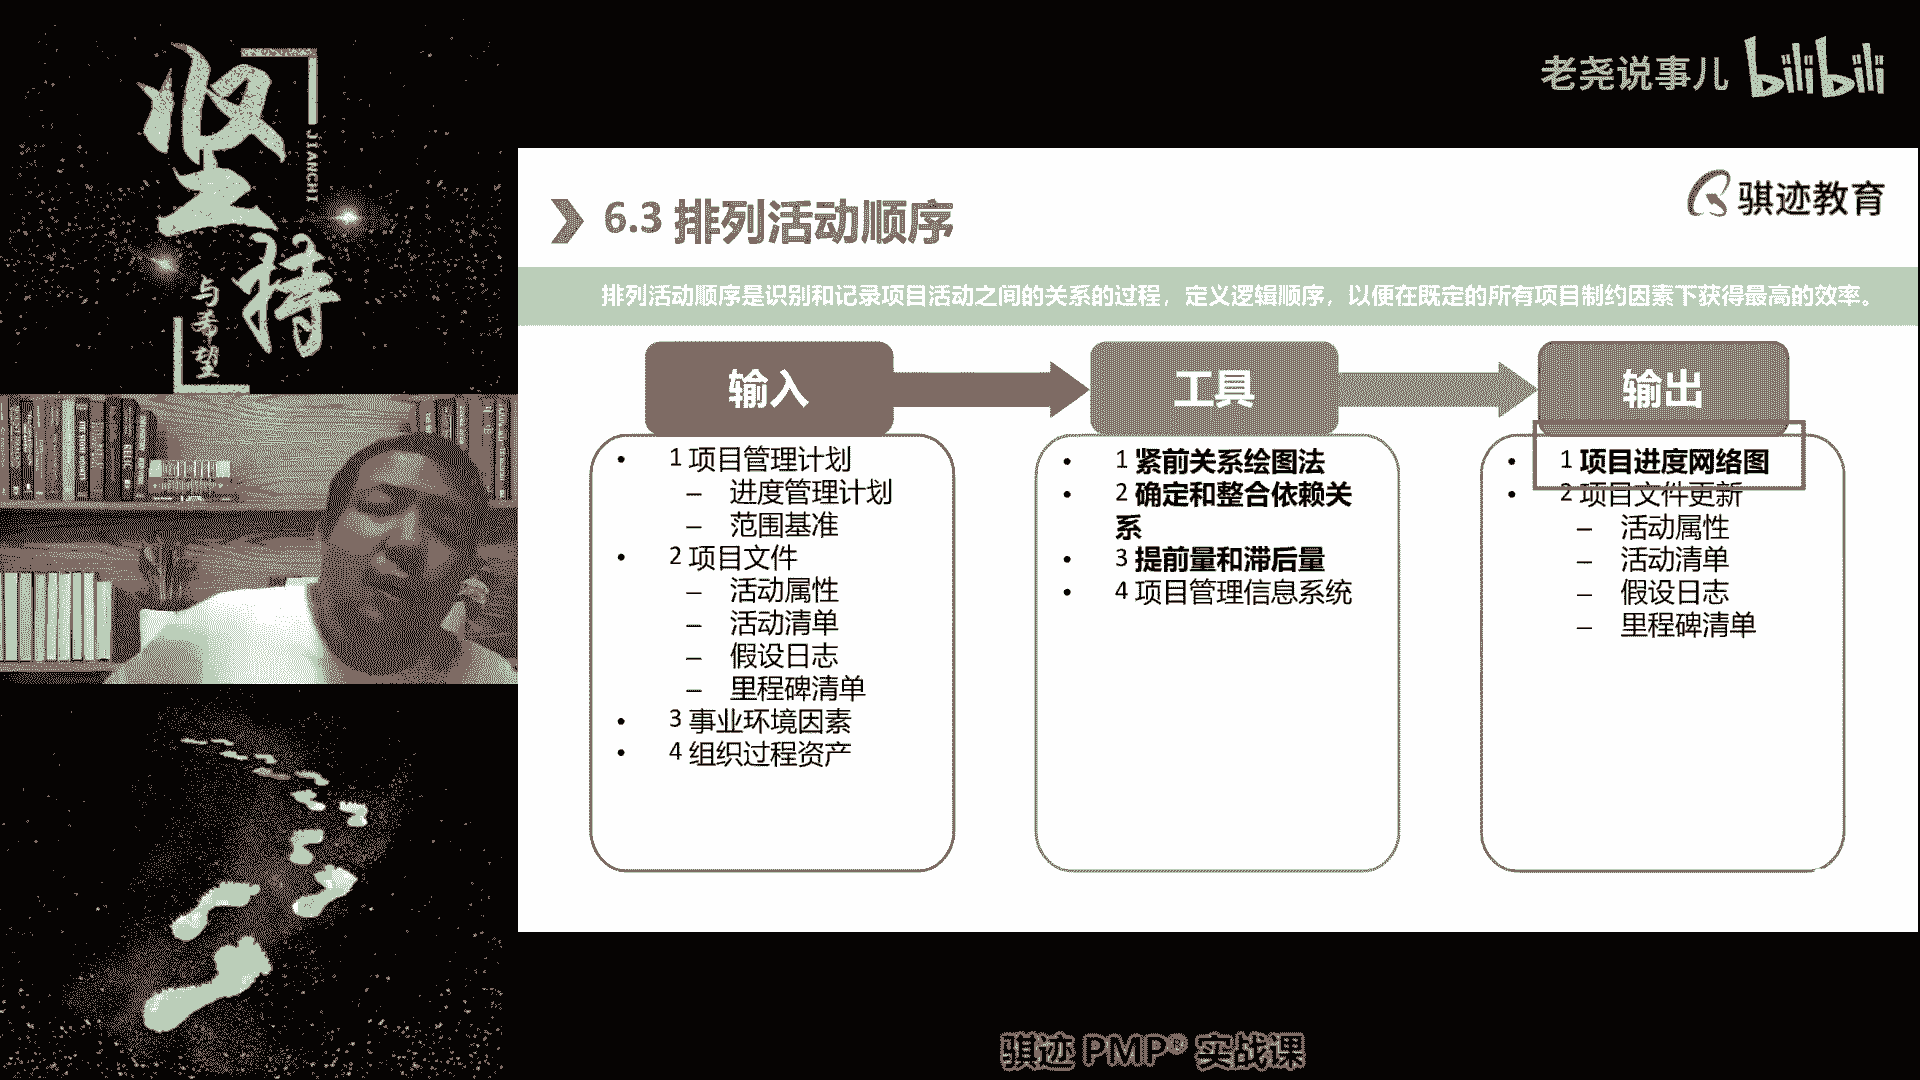 坚持
JIANCHI
与希望
老尧说事儿 bilibili
骐迹教育
6.3 排列活动顺序
排列活动顺序是识别和记录项目活动之间的关系的过程，定义逻辑顺序，以便在既定的所有项目制约因素下获得最高的效率。
输入
• 1 项目管理计划
– 进度管理计划
– 范围基准
• 2 项目文件
– 活动属性
– 活动清单
– 假设日志
– 里程碑清单
• 3 事业环境因素
• 4 组织过程资产
工具
• 1 紧前关系绘图法
• 2 确定和整合依赖关
系
• 3 提前量和滞后量
• 4 项目管理信息系统
输出
• 1 项目进度网络图
• 2 项目文件更新
– 活动属性
– 活动清单
– 假设日志
– 里程碑清单
骐迹 PMP® 实战课